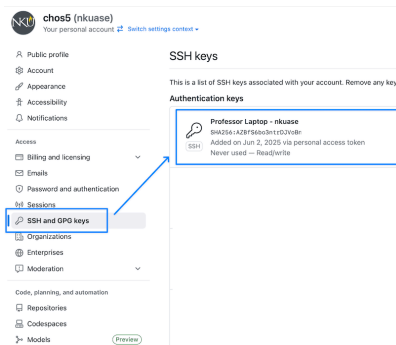 NKU
chos5 (nkuase)
Your personal account Switch settings context
Public profile
Account
Appearance
Accessibility
Notifications
Access
Billing and licensing
Emails
Password and authentication
Sessions
SSH and GPG keys
Organizations
Enterprises
Moderation
Code, planning, and automation
Repositories
Codespaces
Models Preview
SSH keys
This is a list of SSH keys associated with your account. Remove any key
Authentication keys
Professor Laptop - nkuase
SHA256:AZBfS6bo3ntrDJVoBr
SSH
Added on Jun 2, 2025 via personal access token
Never used — Read/write